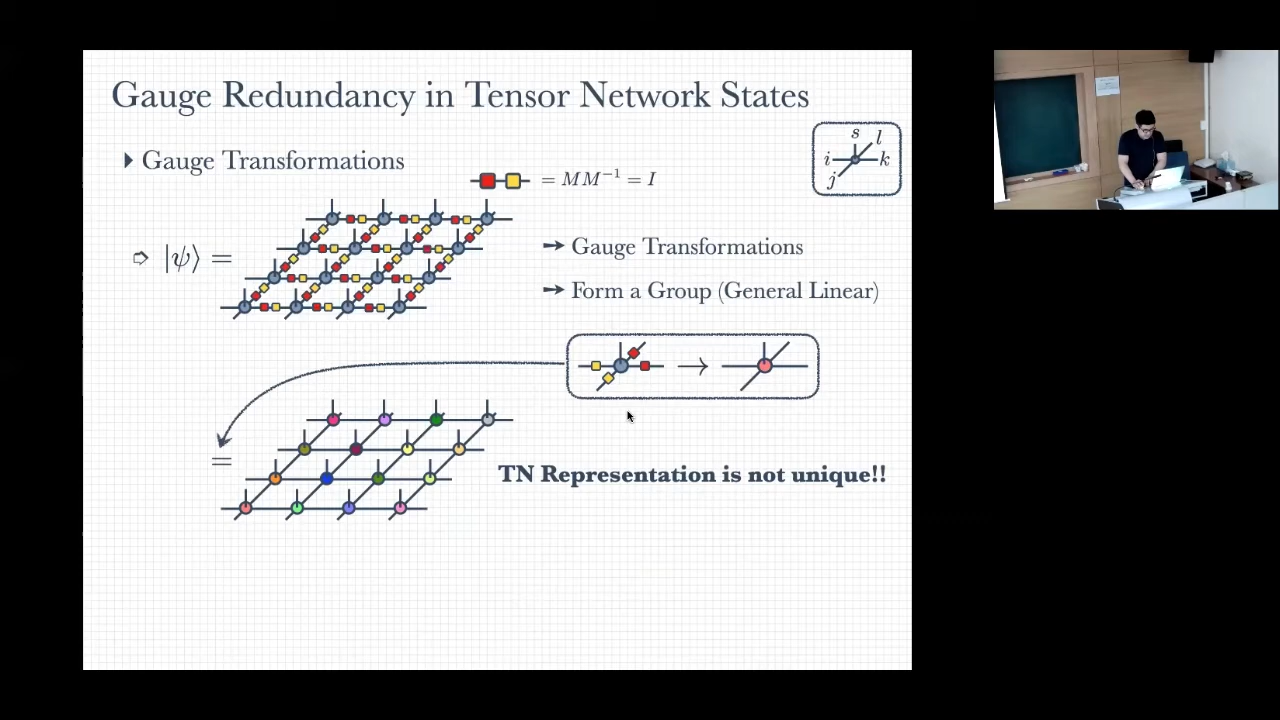 Gauge Redundancy in Tensor Network States
Gauge Transformations
s l
i k
j
= MM⁻¹ = I
⇨ |ψ⟩ =
→ Gauge Transformations
→ Form a Group (General Linear)
→
=
TN Representation is not unique!!